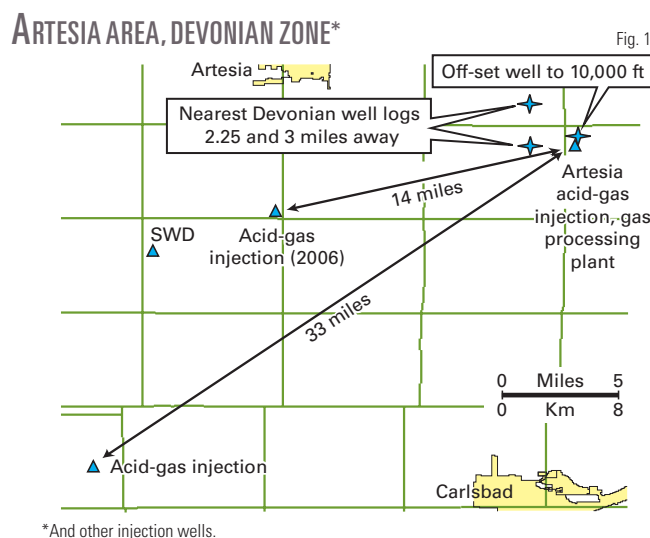 ARTESIA AREA, DEVONIAN ZONE*
Fig. 1
Artesia
Off-set well to 10,000 ft
Nearest Devonian well logs
2.25 and 3 miles away
14 miles
Artesia
acid-gas
injection, gas
processing
plant
SWD
Acid-gas
injection (2006)
33 miles
0 Miles 5
0 Km 8
Acid-gas injection
Carlsbad
*And other injection wells.